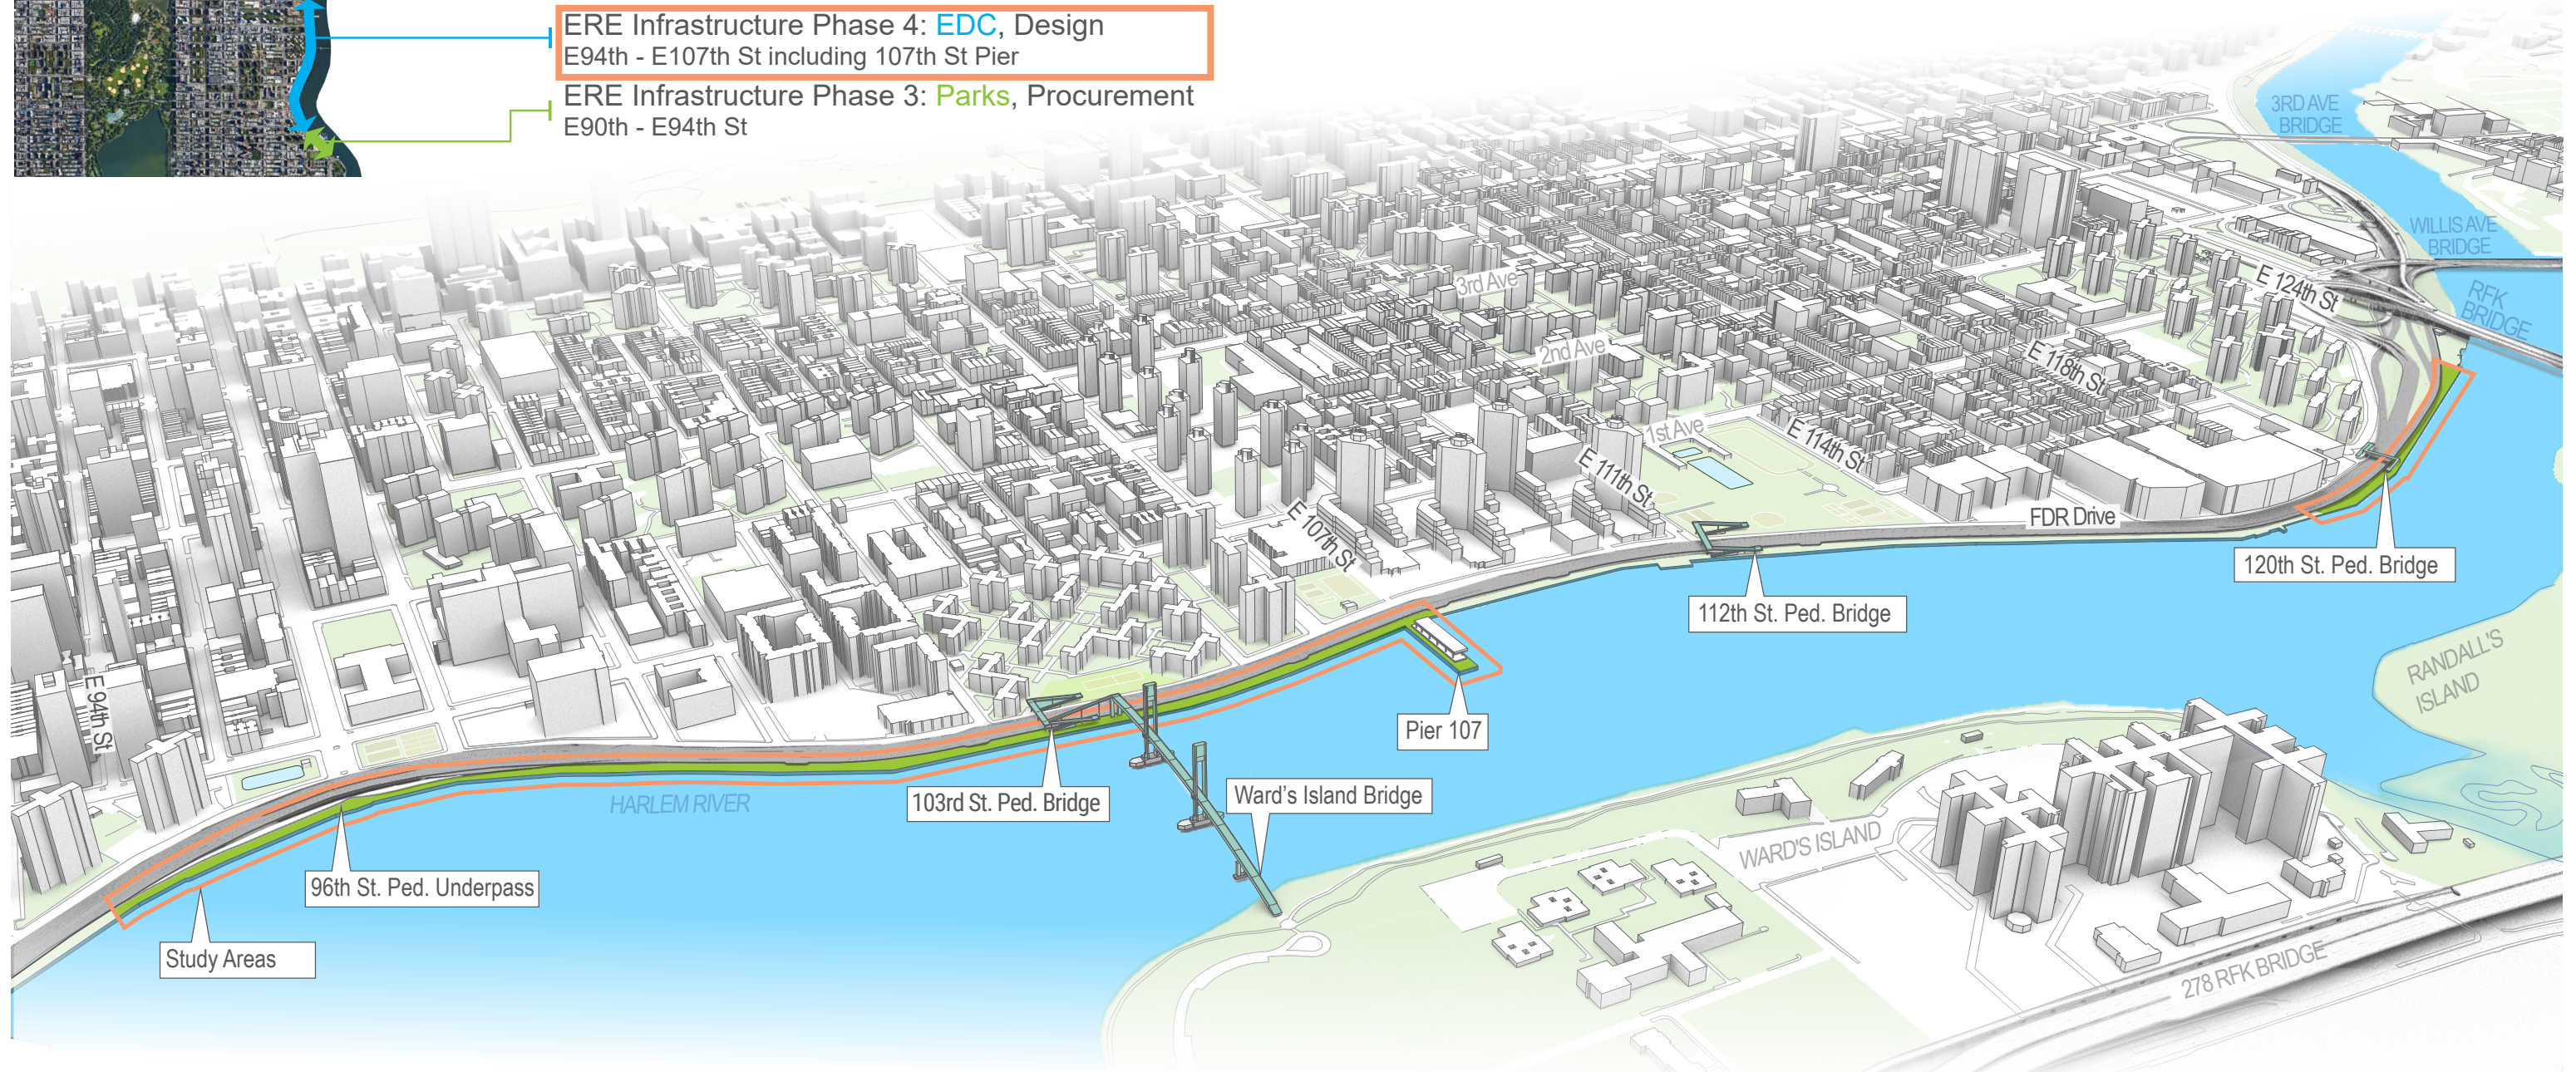 ERE Infrastructure Phase 4: EDC, Design
E94th - E107th St including 107th St Pier
ERE Infrastructure Phase 3: Parks, Procurement
E90th - E94th St
3RD AVE
BRIDGE
WILLIS AVE
BRIDGE
RFK
BRIDGE
E 124th St
3rd Ave
2nd Ave
E 118th St
1st Ave
E 114th St
E 111th St
E 107th St
FDR Drive
120th St. Ped. Bridge
112th St. Ped. Bridge
RANDALL'S
ISLAND
E 94th St
Pier 107
HARLEM RIVER
103rd St. Ped. Bridge
Ward's Island Bridge
WARD'S ISLAND
96th St. Ped. Underpass
Study Areas
278 RFK BRIDGE